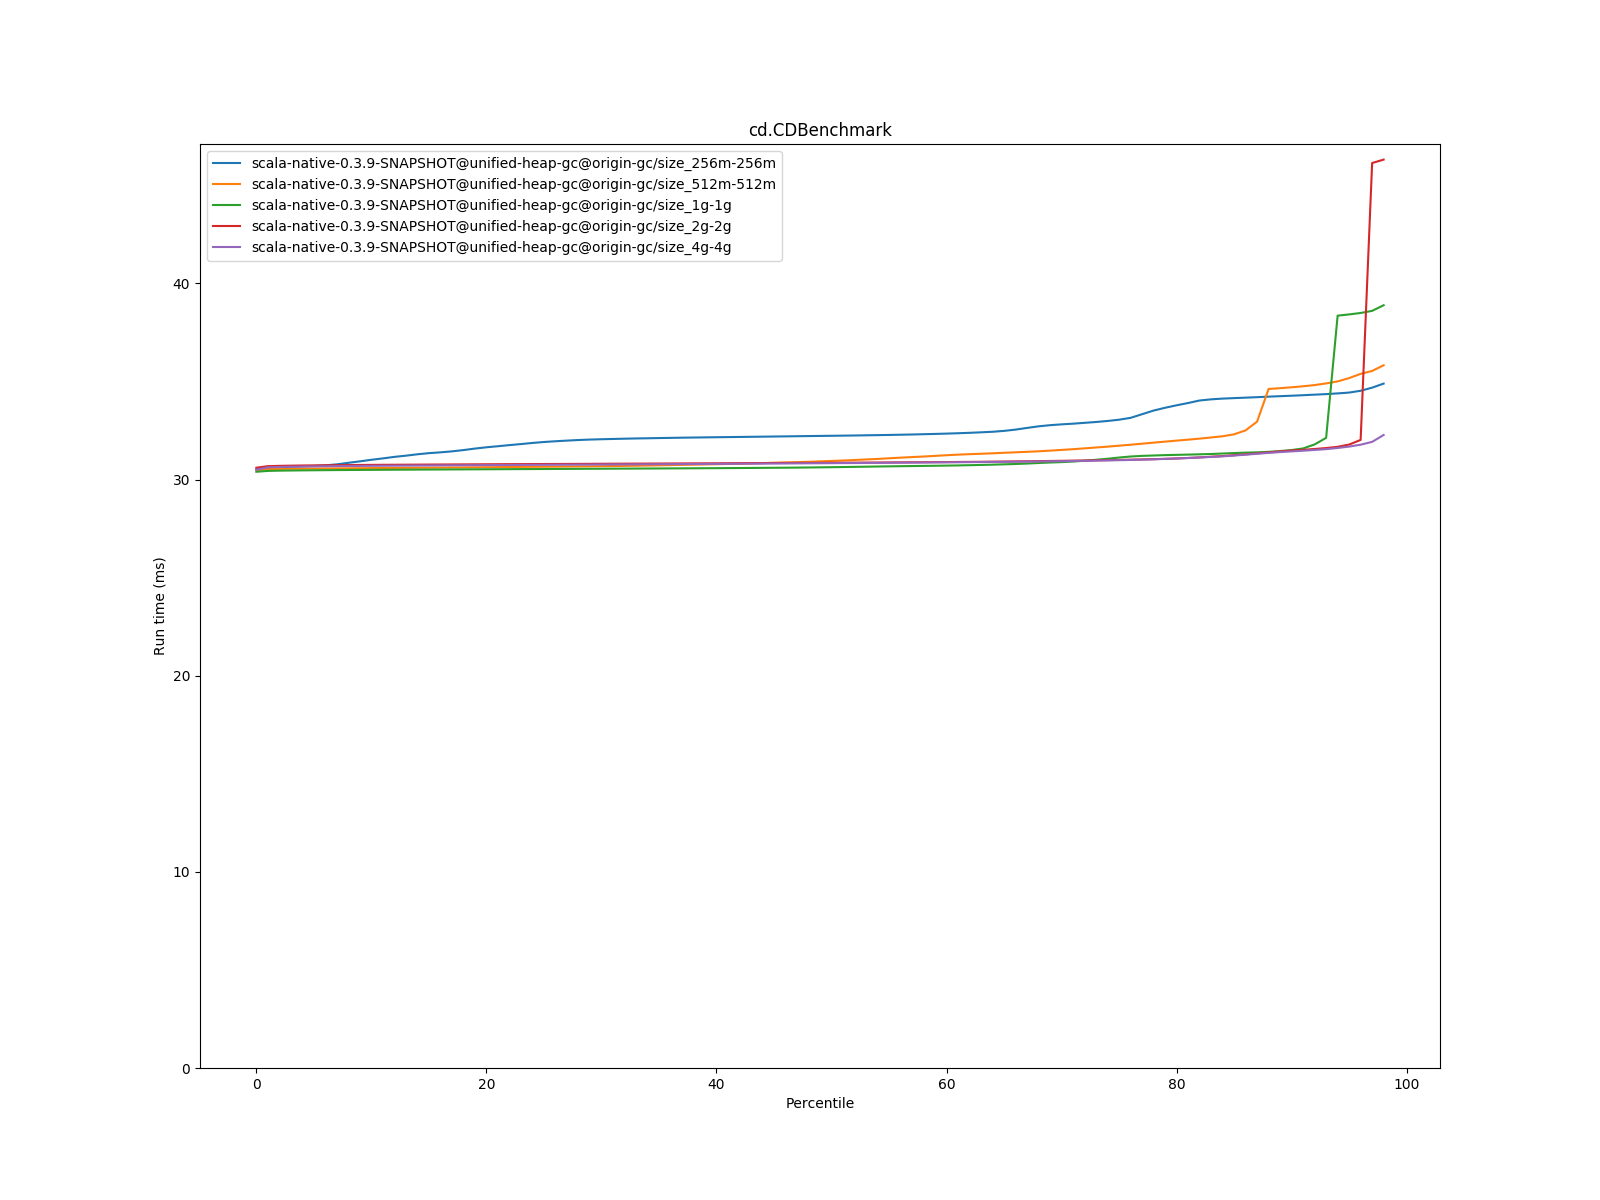 cd.CDBenchmark
scala-native-0.3.9-SNAPSHOT@unified-heap-gc@origin-gc/size_256m-256m
scala-native-0.3.9-SNAPSHOT@unified-heap-gc@origin-gc/size_512m-512m
scala-native-0.3.9-SNAPSHOT@unified-heap-gc@origin-gc/size_1g-1g
scala-native-0.3.9-SNAPSHOT@unified-heap-gc@origin-gc/size_2g-2g
scala-native-0.3.9-SNAPSHOT@unified-heap-gc@origin-gc/size_4g-4g
40
30
20
10
0
Run time (ms)
0 20 40 60 80 100
Percentile